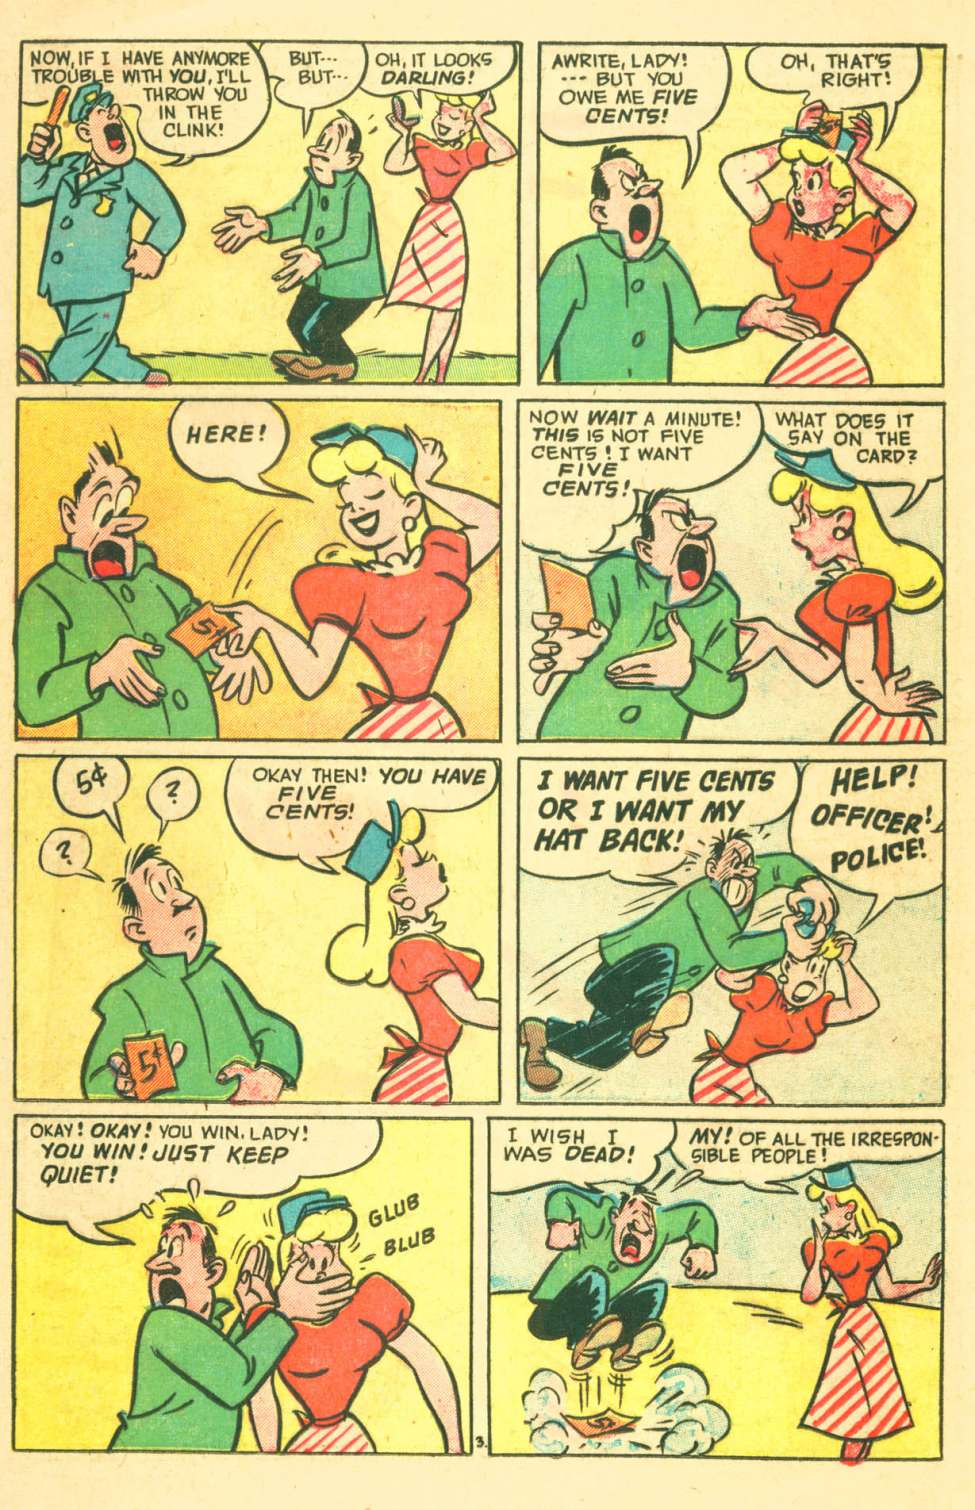 NOW, IF I HAVE ANYMORE
TROUBLE WITH YOU, I'LL
THROW YOU
IN THE
CLINK!
BUT---
BUT---
OH, IT LOOKS
DARLING!
AWRITE, LADY!
--- BUT YOU
OWE ME FIVE
CENTS!
OH, THAT'S
RIGHT!
HERE!
5¢
NOW WAIT A MINUTE!
THIS IS NOT FIVE
CENTS! I WANT
FIVE
CENTS!
WHAT DOES IT
SAY ON THE
CARD?
5¢
?
?
5¢
OKAY THEN! YOU HAVE
FIVE
CENTS!
I WANT FIVE CENTS
OR I WANT MY
HAT BACK!
HELP!
OFFICER!
POLICE!
OKAY! OKAY! YOU WIN, LADY!
YOU WIN! JUST KEEP
QUIET!
GLUB
BLUB
3.
I WISH I
WAS DEAD!
MY! OF ALL THE IRRESPON-
SIBLE PEOPLE!
5¢